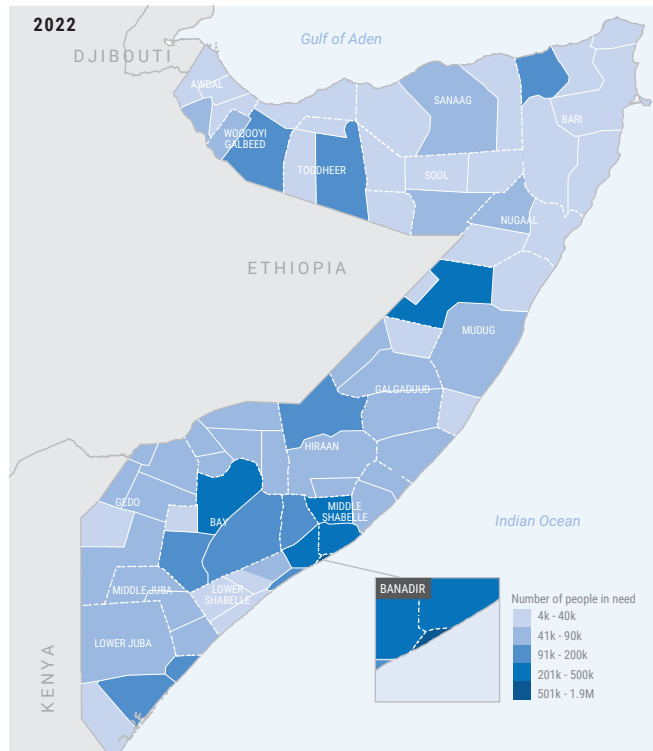 2022
Gulf of Aden
DJIBOUTI
AWDAL
SANAAG
BARI
WOQOOYI
GALBEED
TOGDHEER
SOOL
NUGAAL
ETHIOPIA
MUDUG
GALGADUUD
HIRAAN
GEDO
BAY
MIDDLE
SHABELLE
Indian Ocean
MIDDLE JUBA
LOWER
SHABELLE
LOWER JUBA
KENYA
BANADIR
Number of people in need
4k - 40k
41k - 90k
91k - 200k
201k - 500k
501k - 1.9M